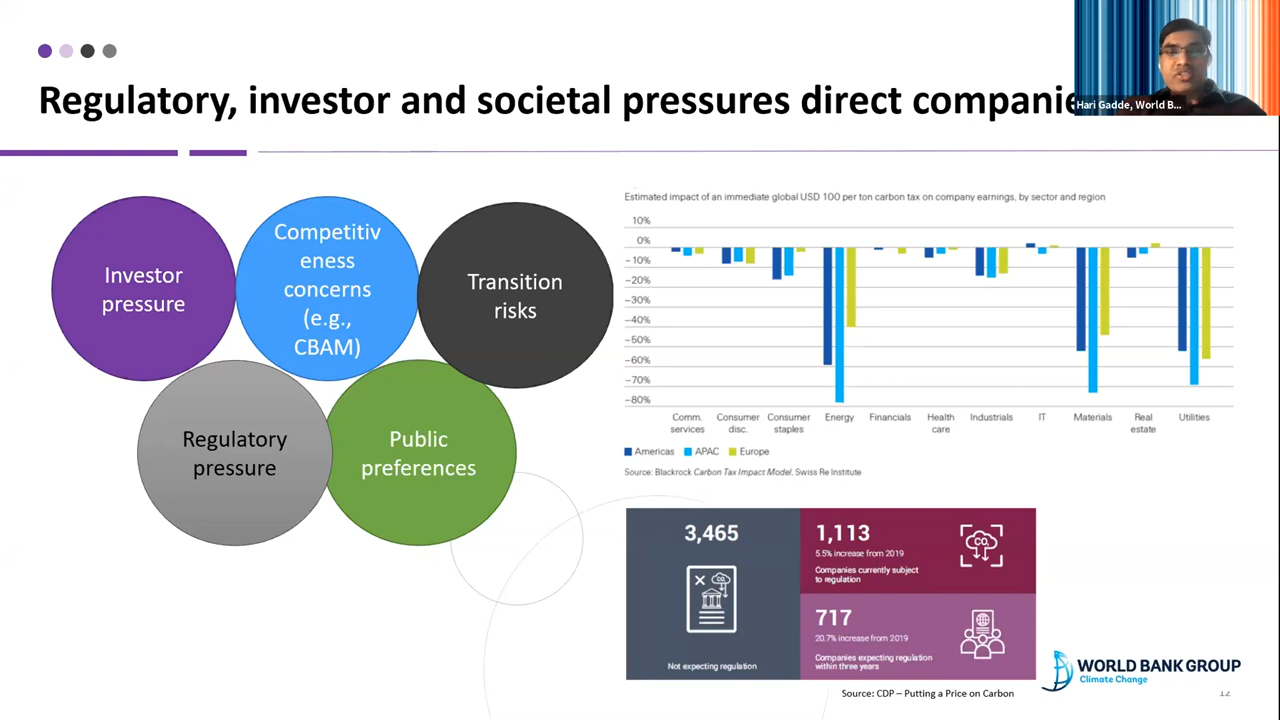 Regulatory, investor and societal pressures direct companie
Hari Gadde, World B...
Investor
pressure
Competitiv
eness
concerns
(e.g.,
CBAM)
Transition
risks
Regulatory
pressure
Public
preferences
Estimated impact of an immediate global USD 100 per ton carbon tax on company earnings, by sector and region
10%
0%
–10%
–20%
–30%
–40%
–50%
–60%
–70%
–80%
Comm.
services
Consumer
disc.
Consumer
staples
Energy
Financials
Health
care
Industrials
IT
Materials
Real
estate
Utilities
Americas
APAC
Europe
Source: Blackrock Carbon Tax Impact Model, Swiss Re Institute
3,465
Not expecting regulation
1,113
5.5% increase from 2019
Companies currently subject
to regulation
CO2
717
20.7% increase from 2019
Companies expecting regulation
within three years
WORLD BANK GROUP
Climate Change
Source: CDP – Putting a Price on Carbon
12